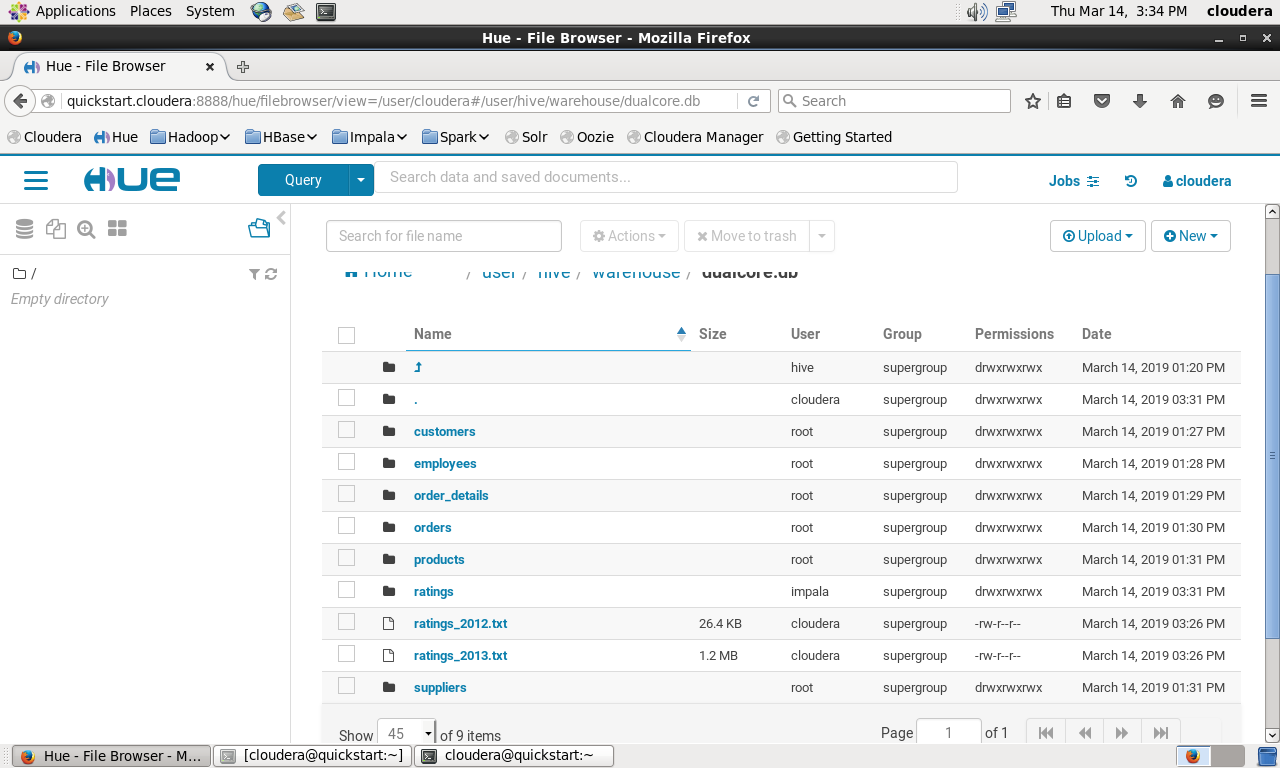 Applications Places System Thu Mar 14, 3:34 PM cloudera
Hue - File Browser - Mozilla Firefox
Hue - File Browser
quickstart.cloudera:8888/hue/filebrowser/view=/user/cloudera#/user/hive/warehouse/dualcore.db Search
Cloudera Hue Hadoop HBase Impala Spark Solr Oozie Cloudera Manager Getting Started
HUE Query Search data and saved documents... Jobs cloudera
Search for file name Actions Move to trash Upload New
/
Empty directory
Home / user / hive / warehouse / dualcore.db
Name Size User Group Permissions Date
hive supergroup drwxrwxrwx March 14, 2019 01:20 PM
. cloudera supergroup drwxrwxrwx March 14, 2019 03:31 PM
customers root supergroup drwxrwxrwx March 14, 2019 01:27 PM
employees root supergroup drwxrwxrwx March 14, 2019 01:28 PM
order_details root supergroup drwxrwxrwx March 14, 2019 01:29 PM
orders root supergroup drwxrwxrwx March 14, 2019 01:30 PM
products root supergroup drwxrwxrwx March 14, 2019 01:31 PM
ratings impala supergroup drwxrwxrwx March 14, 2019 03:31 PM
ratings_2012.txt 26.4 KB cloudera supergroup -rw-r--r-- March 14, 2019 03:26 PM
ratings_2013.txt 1.2 MB cloudera supergroup -rw-r--r-- March 14, 2019 03:26 PM
suppliers root supergroup drwxrwxrwx March 14, 2019 01:31 PM
Show 45 of 9 items Page 1 of 1
Hue - File Browser - M... [cloudera@quickstart:~] cloudera@quickstart:~